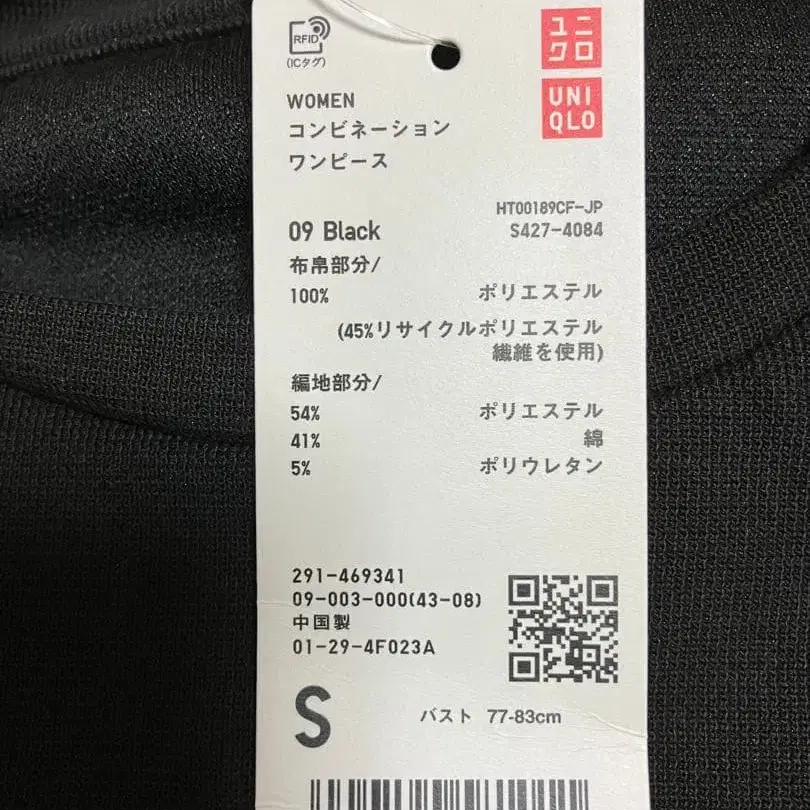 RFID
(ICタグ)
ユニ
クロ
UNI
QLO
WOMEN
コンビネーション
ワンピース
HT00189CF-JP
09 Black
S427-4084
布帛部分/
100% ポリエステル
(45%リサイクルポリエステル
繊維を使用)
編地部分/
54% ポリエステル
41% 綿
5% ポリウレタン
291-469341
09-003-000(43-08)
中国製
01-29-4F023A
S
バスト 77-83cm